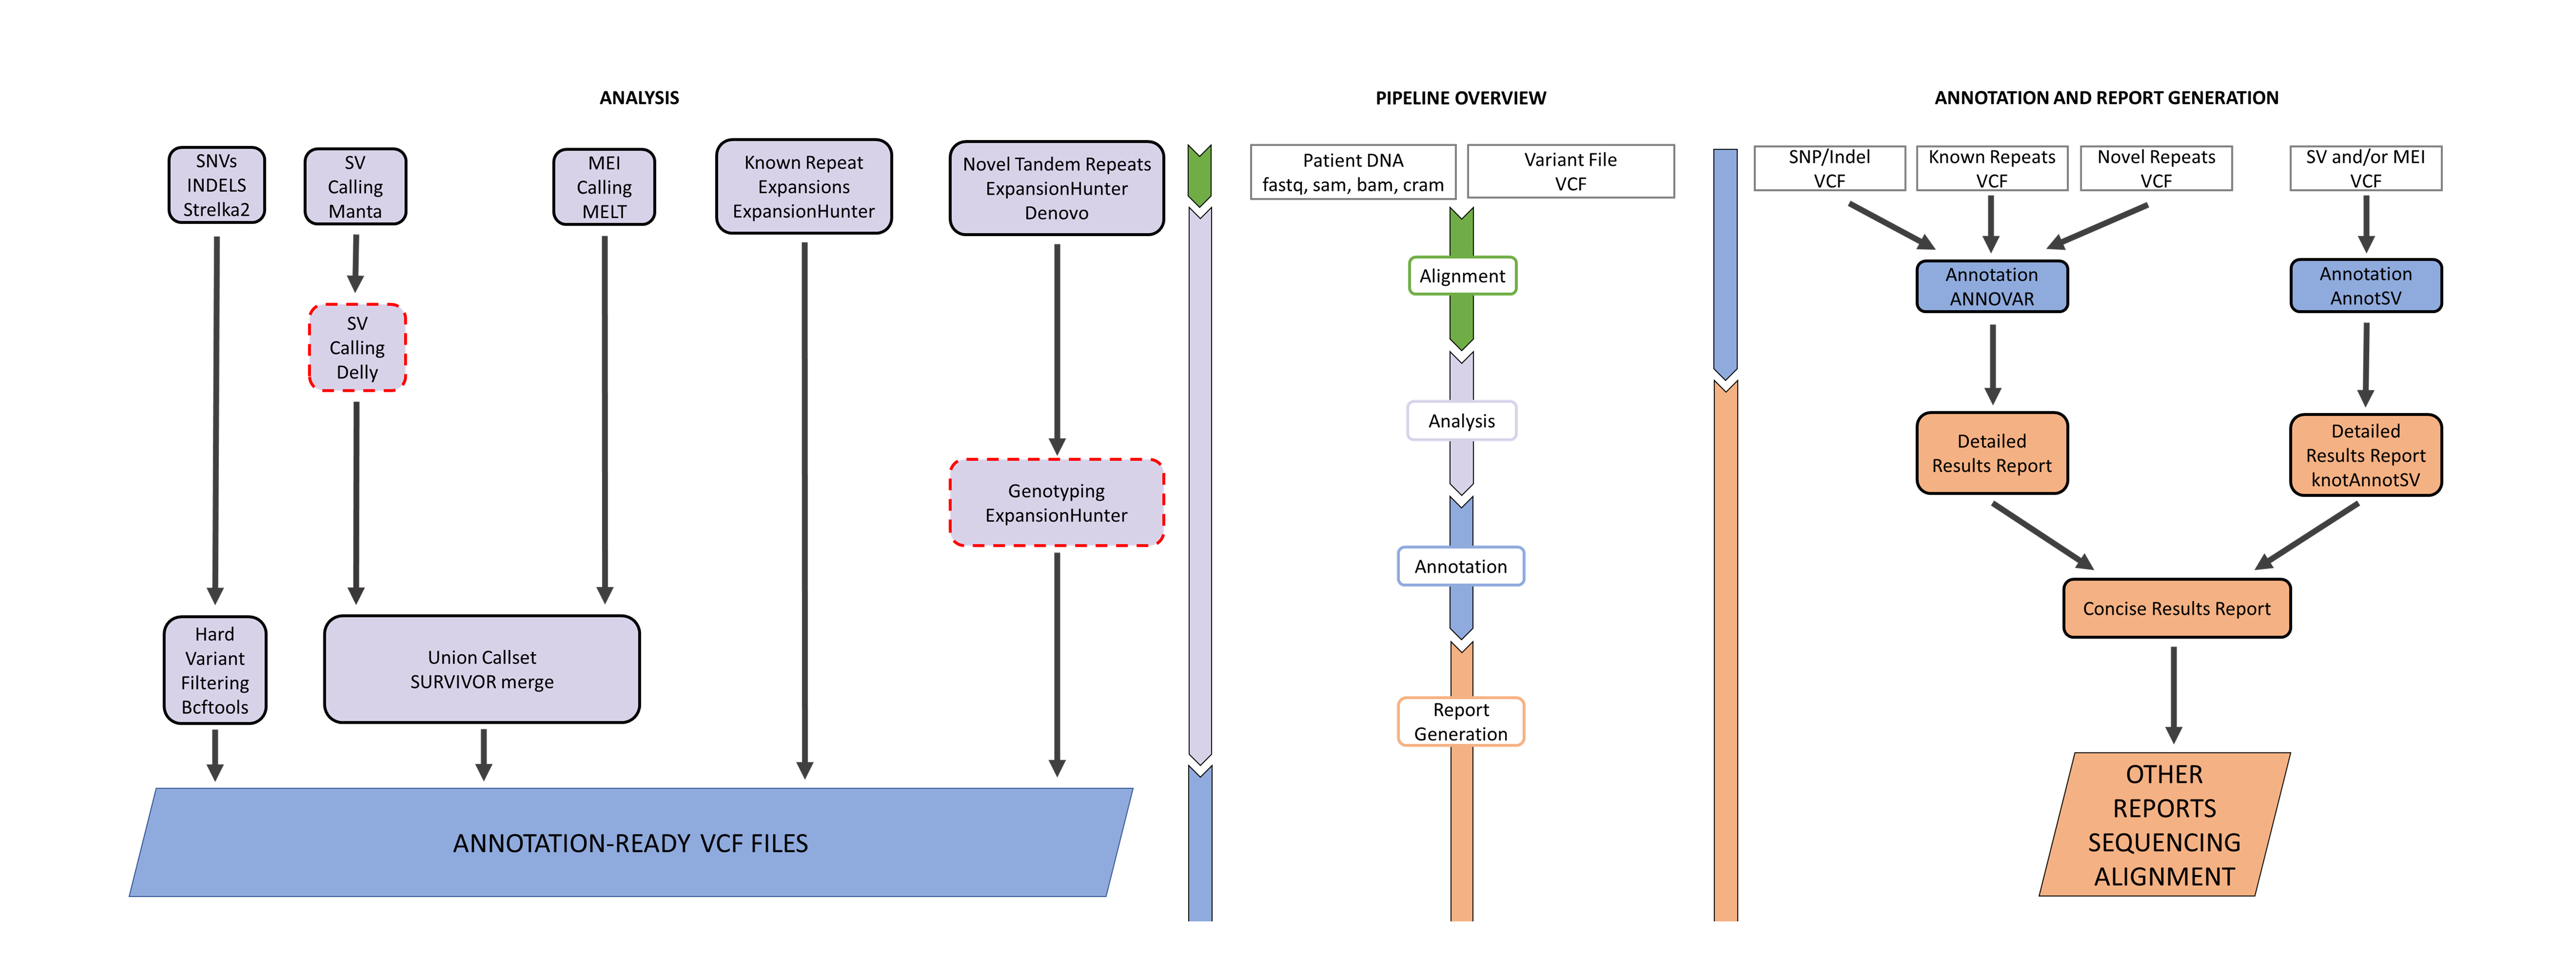 ANALYSIS
SNVs
INDELS
Strelka2
SV
Calling
Manta
MEI
Calling
MELT
Known Repeat
Expansions
ExpansionHunter
Novel Tandem Repeats
ExpansionHunter
Denovo
SV
Calling
Delly
Genotyping
ExpansionHunter
Hard
Variant
Filtering
Bcftools
Union Callset
SURVIVOR merge
ANNOTATION-READY VCF FILES
PIPELINE OVERVIEW
Patient DNA
fastq, sam, bam, cram
Variant File
VCF
Alignment
Analysis
Annotation
Report
Generation
ANNOTATION AND REPORT GENERATION
SNP/Indel
VCF
Known Repeats
VCF
Novel Repeats
VCF
SV and/or MEI
VCF
Annotation
ANNOVAR
Annotation
AnnotSV
Detailed
Results Report
Detailed
Results Report
knotAnnotSV
Concise Results Report
OTHER
REPORTS
SEQUENCING
ALIGNMENT